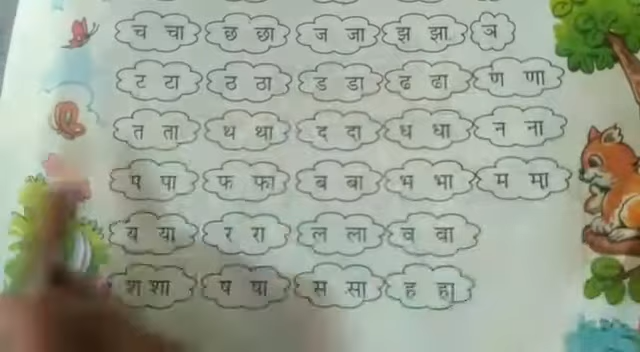 च चा छ छा ज जा झ झा ञ
ट टा ठ ठा ड डा ढ ढा ण णा
त ता थ था द दा ध धा न ना
प पा फ फा ब बा भ भा म मा
य या र रा ल ला व वा
श शा ष षा स सा ह हा